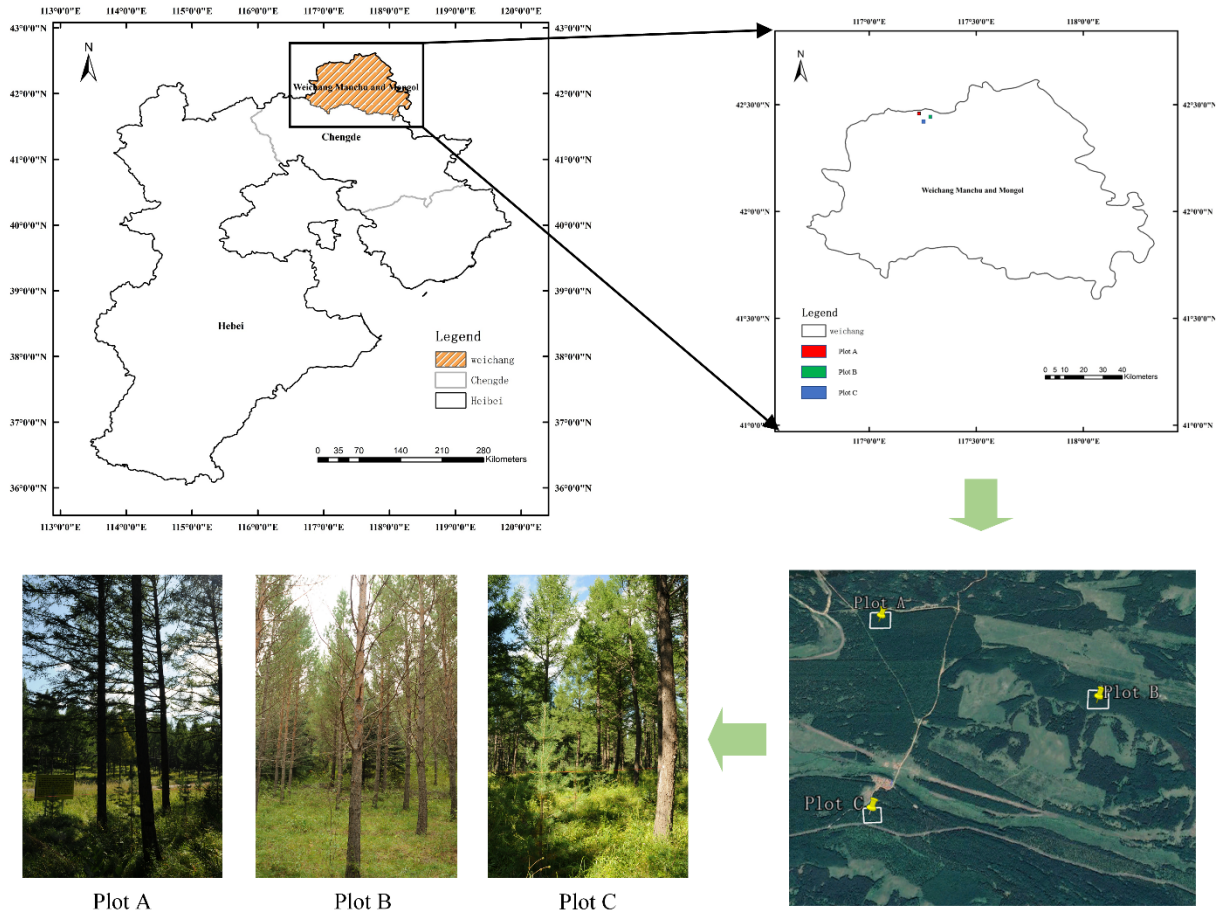 113°0'0"E 114°0'0"E 115°0'0"E 116°0'0"E 117°0'0"E 118°0'0"E 119°0'0"E 120°0'0"E
43°0'0"N
42°0'0"N
41°0'0"N
40°0'0"N
39°0'0"N
38°0'0"N
37°0'0"N
36°0'0"N
43°0'0"N
42°0'0"N
41°0'0"N
40°0'0"N
39°0'0"N
38°0'0"N
37°0'0"N
36°0'0"N
N
Weichang Manchu and Mongol
Chengde
Hebei
Legend
weichang
Chengde
Heibei
0 35 70 140 210 280
Kilometers
113°0'0"E 114°0'0"E 115°0'0"E 116°0'0"E 117°0'0"E 118°0'0"E 119°0'0"E 120°0'0"E
117°0'0"E 117°30'0"E 118°0'0"E
42°30'0"N
42°0'0"N
41°30'0"N
41°0'0"N
42°30'0"N
42°0'0"N
41°30'0"N
41°0'0"N
N
Weichang Manchu and Mongol
Legend
weichang
Plot A
Plot B
Plot C
0 5 10 20 30 40
Kilometers
117°0'0"E 117°30'0"E 118°0'0"E
Plot A
Plot B
Plot C
Plot A
Plot B
Plot C